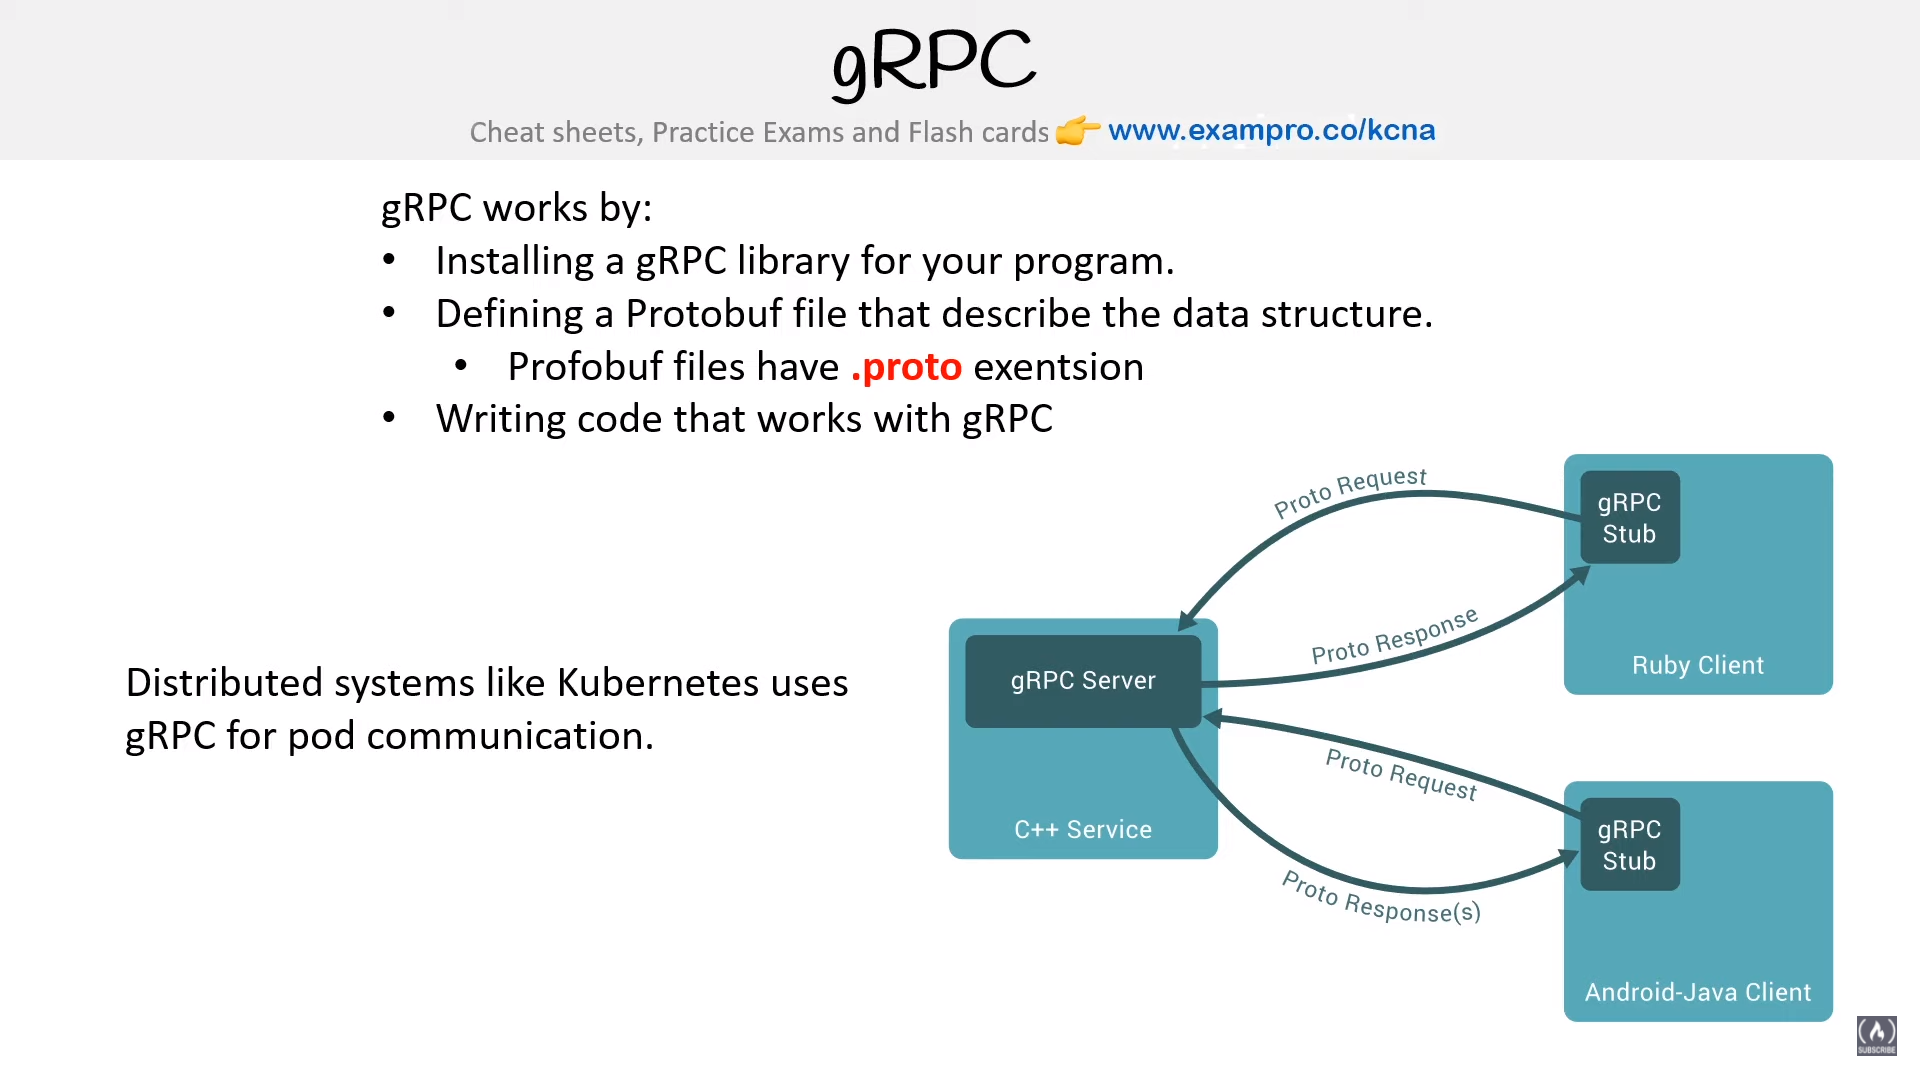 gRPC
Cheat sheets, Practice Exams and Flash cards 👉 www.exampro.co/kcna
gRPC works by:
• Installing a gRPC library for your program.
• Defining a Protobuf file that describe the data structure.
• Profobuf files have .proto exentsion
• Writing code that works with gRPC
Distributed systems like Kubernetes uses
gRPC for pod communication.
Proto Request
gRPC
Stub
Proto Response
Ruby Client
gRPC Server
C++ Service
Proto Request
gRPC
Stub
Proto Response(s)
Android-Java Client
SUBSCRIBE